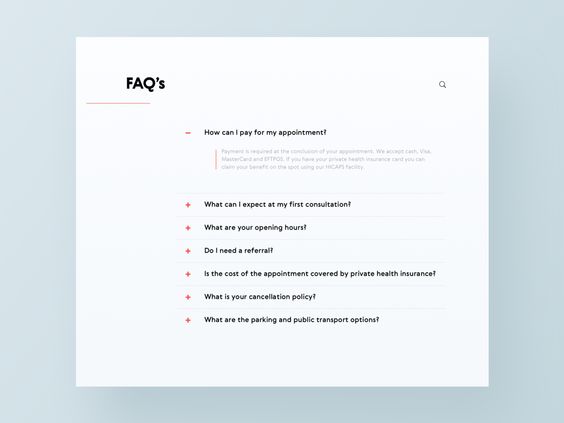 FAQ's
How can I pay for my appointment?
Payment is required at the conclusion of your appointment. We accept cash, Visa,
MasterCard and EFTPOS. If you have your private health insurance card you can
claim your benefit on the spot using our HICAPS facility.
What can I expect at my first consultation?
What are your opening hours?
Do I need a referral?
Is the cost of the appointment covered by private health insurance?
What is your cancellation policy?
What are the parking and public transport options?